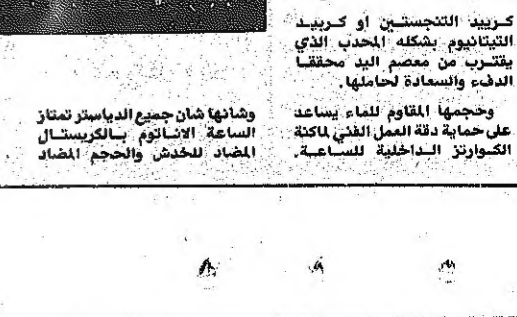 كربيد التنجستين او كربيد
التيتانيوم بشكله المحدب الذي
يقترب من معصم اليد محققا
الدفء والسعادة لحاملها.
وحجمها المقاوم للماء يساعد
على حماية دقة العمل الفني لماكنة
الكوارتز الداخلية للساعة.
وشانها شان جميع الدياستر تمتاز
الساعة الاناتوم بالكريستال
المضاد للخدش والحجم المضاد